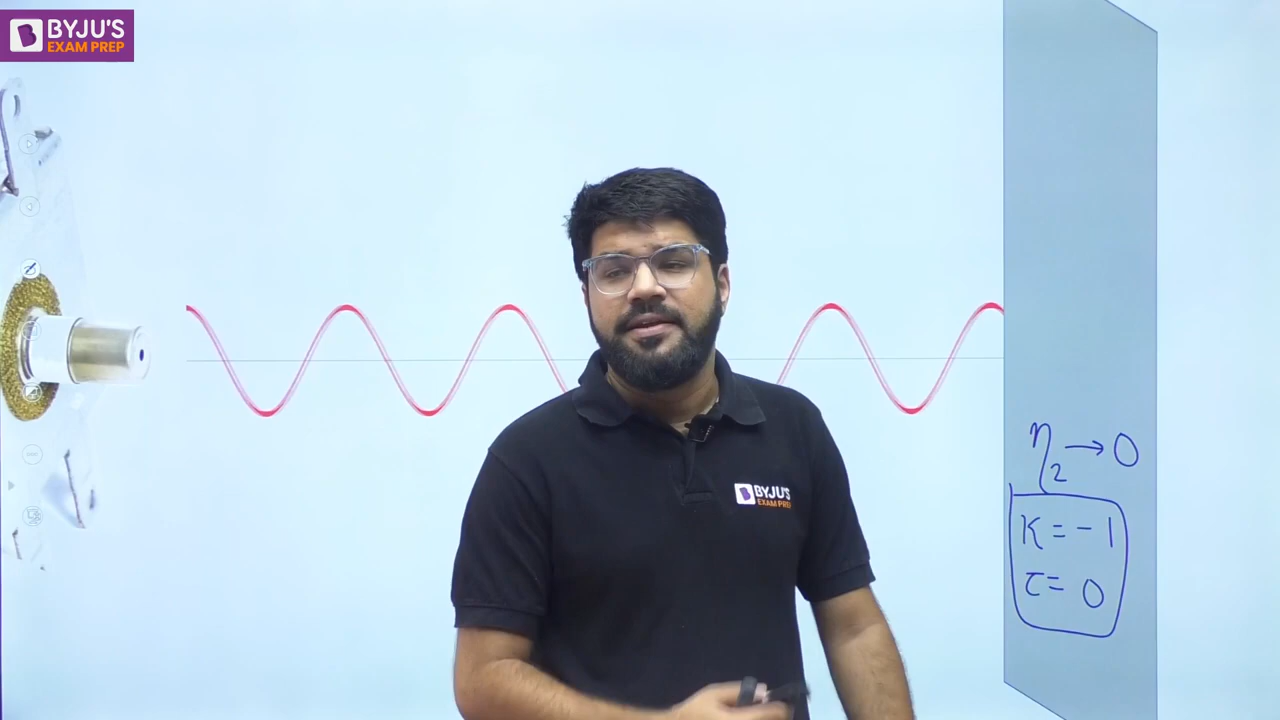 BYJU'S
EXAM PREP
BYJU'S
EXAM PREP
η₂ → 0
K = -1
τ = 0